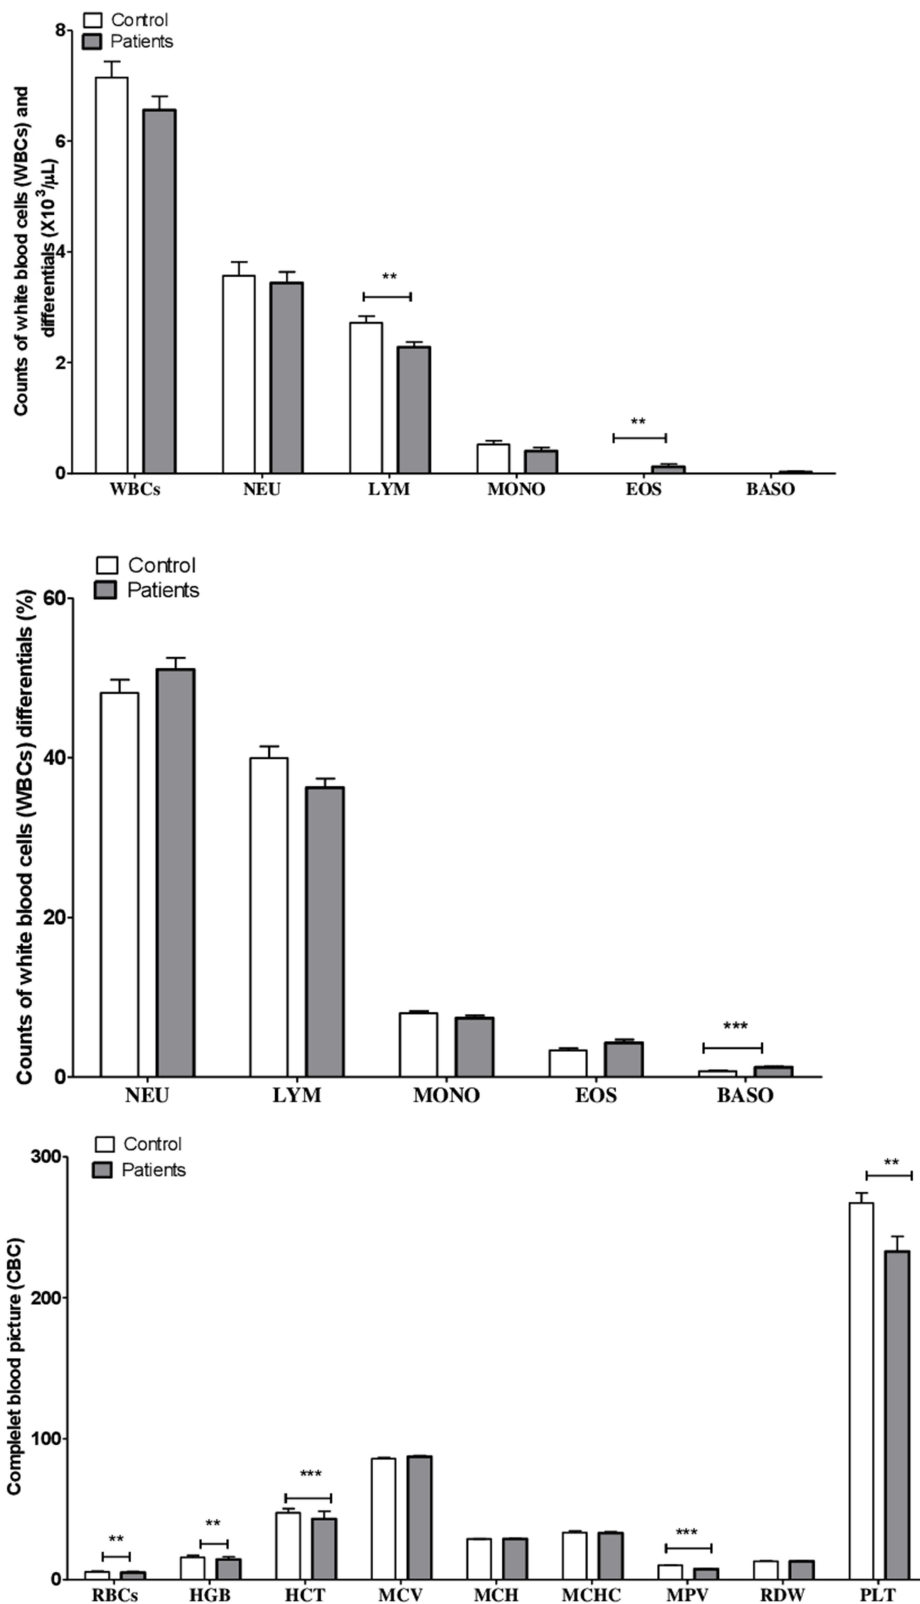 Control
Patients
Counts of white blood cells (WBCs) and
differentials (X10^3/µL)
8
6
4
2
0
**
**
WBCs NEU LYM MONO EOS BASO
Control
Patients
Counts of white blood cells (WBCs) differentials (%)
60
40
20
0
***
NEU LYM MONO EOS BASO
Control
Patients
Complelet blood picture (CBC)
300
200
100
0
**
**
***
***
**
RBCs HGB HCT MCV MCH MCHC MPV RDW PLT